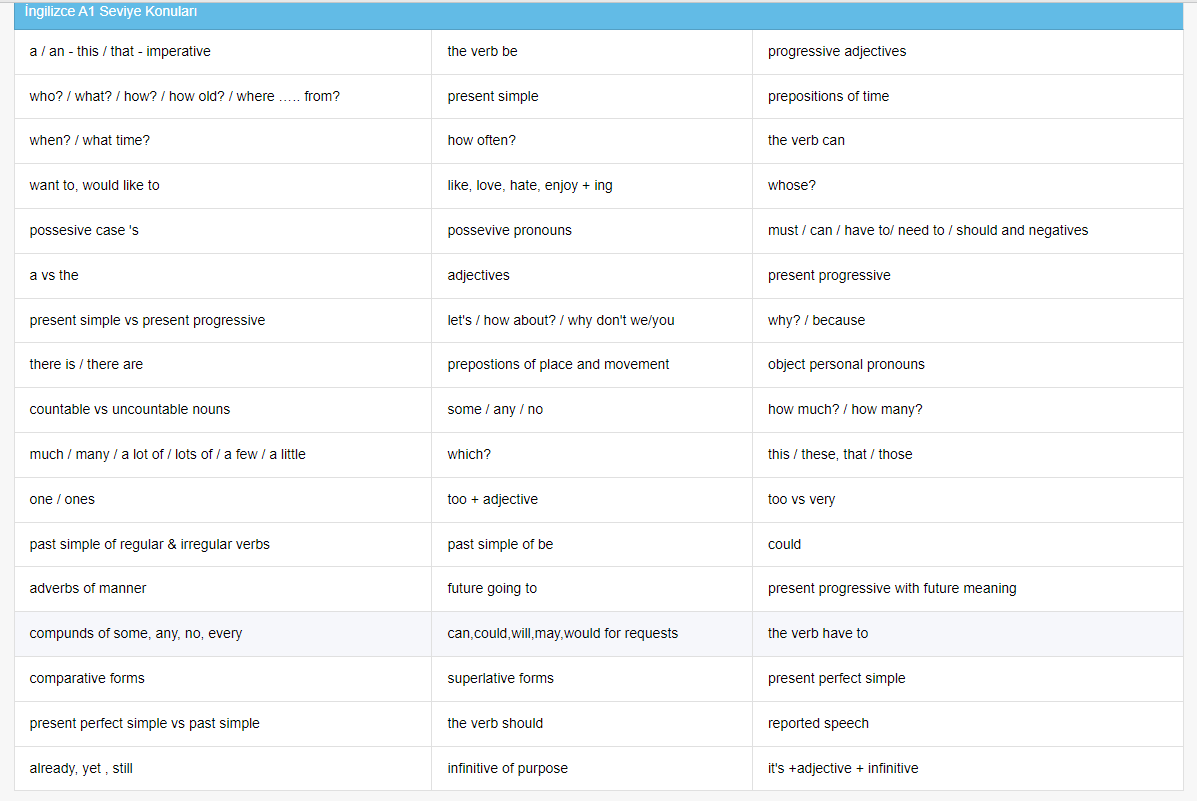 İngilizce A1 Seviye Konuları
a / an - this / that - imperative
the verb be
progressive adjectives
who? / what? / how? / how old? / where ….. from?
present simple
prepositions of time
when? / what time?
how often?
the verb can
want to, would like to
like, love, hate, enjoy + ing
whose?
possesive case 's
possevive pronouns
must / can / have to/ need to / should and negatives
a vs the
adjectives
present progressive
present simple vs present progressive
let's / how about? / why don't we/you
why? / because
there is / there are
prepostions of place and movement
object personal pronouns
countable vs uncountable nouns
some / any / no
how much? / how many?
much / many / a lot of / lots of / a few / a little
which?
this / these, that / those
one / ones
too + adjective
too vs very
past simple of regular & irregular verbs
past simple of be
could
adverbs of manner
future going to
present progressive with future meaning
compunds of some, any, no, every
can,could,will,may,would for requests
the verb have to
comparative forms
superlative forms
present perfect simple
present perfect simple vs past simple
the verb should
reported speech
already, yet , still
infinitive of purpose
it's +adjective + infinitive